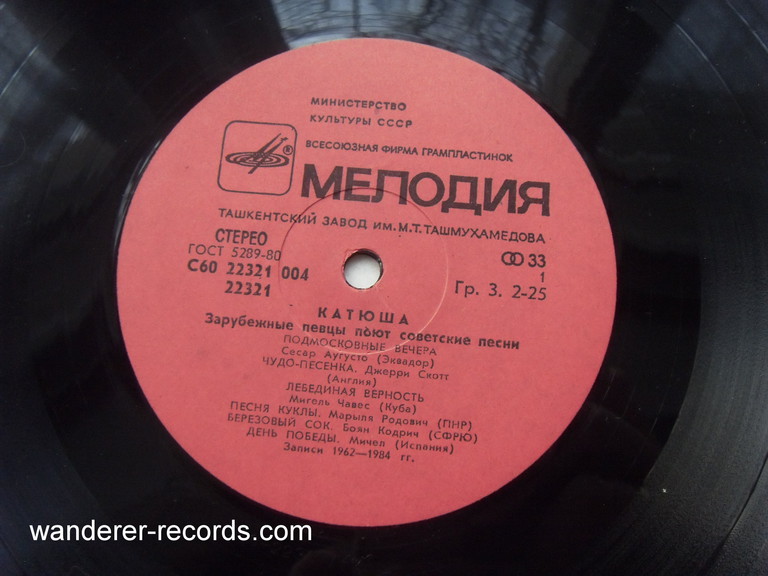 МИНИСТЕРСТВО
КУЛЬТУРЫ СССР
ВСЕСОЮЗНАЯ ФИРМА ГРАМПЛАСТИНОК
®
МЕЛОДИЯ
ТАШКЕНТСКИЙ ЗАВОД ИМ. М.Т. ТАШМУХАМЕДОВА
СТЕРЕО
ГОСТ 5289-80
С60 22321 004
22321
33
1
Гр. 3. 2-25
КАТЮША
Зарубежные певцы поют советские песни
ПОДМОСКОВНЫЕ ВЕЧЕРА
Сесар Аугусто (Эквадор)
ЧУДО-ПЕСЕНКА. Джерри Скотт
(Англия)
ЛЕБЕДИНАЯ ВЕРНОСТЬ
Мигель Чавес (Куба)
ПЕСНЯ КУКЛЫ. Марыля Родович (ПНР)
БЕРЕЗОВЫЙ СОК. Боян Кодрич (СФРЮ)
ДЕНЬ ПОБЕДЫ. Мичел (Испания)
Записи 1962—1984 гг.
wanderer-records.com